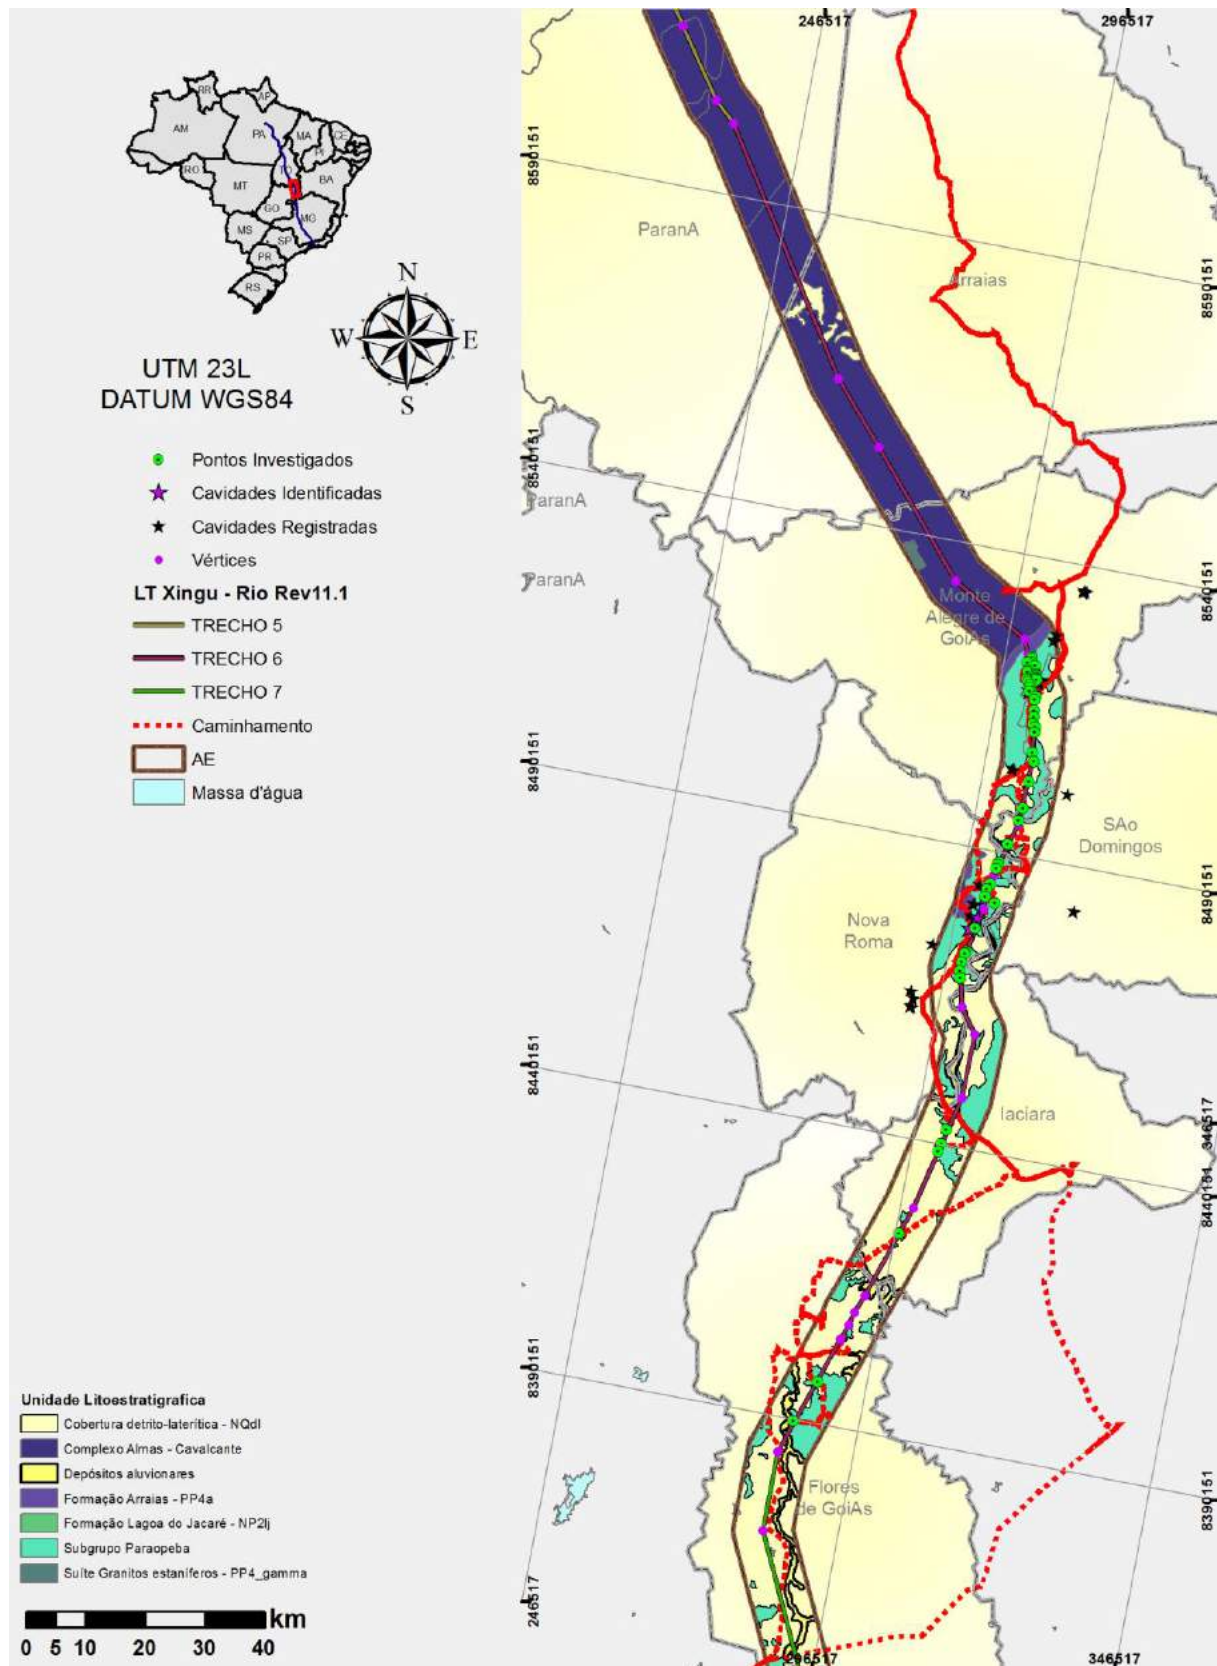 246517
296517
RR
AP
AM
PA
MA
CE
PI
TO
RO
BA
MT
GO
MG
MS
SP
PR
RS
N
W
E
S
UTM 23L
DATUM WGS84
Pontos Investigados
Cavidades Identificadas
Cavidades Registradas
Vértices
LT Xingu - Rio Rev11.1
TRECHO 5
TRECHO 6
TRECHO 7
Caminhamento
AE
Massa d'água
8590151
ParanA
Arraias
8590151
8540151
ParanA
ParanA
Monte
Alegre de
GoiAs
8540151
8490151
SAo
Domingos
Nova
Roma
8490151
8440151
Iaciara
346517
8440151
8390151
Flores
de GoiAs
8390151
246517
296517
346517
Unidade Litoestratigrafica
Cobertura detrito-laterítica - NQdl
Complexo Almas - Cavalcante
Depósitos aluvionares
Formação Arraias - PP4a
Formação Lagoa do Jacaré - NP2lj
Subgrupo Paraopeba
Suíte Granitos estaníferos - PP4_gamma
km
0 5 10 20 30 40